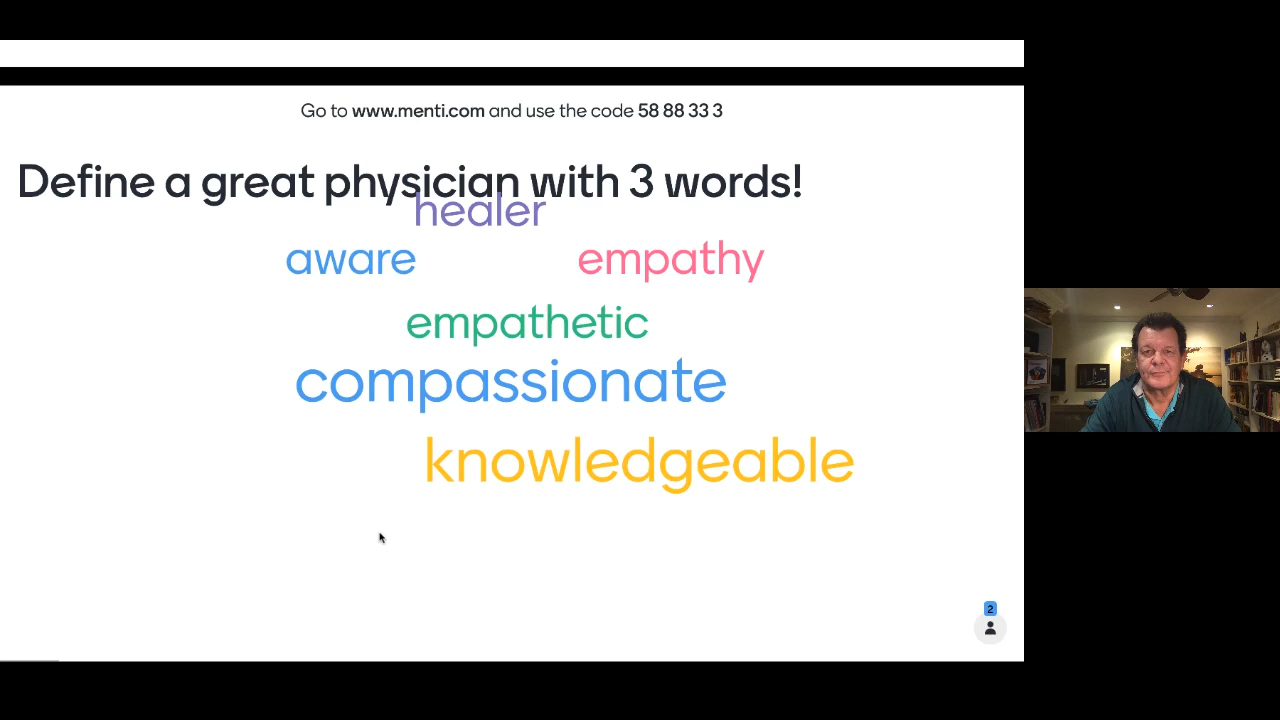 Go to www.menti.com and use the code 58 88 33 3
Define a great physician with 3 words!
healer
aware empathy
empathetic
compassionate
knowledgeable
2